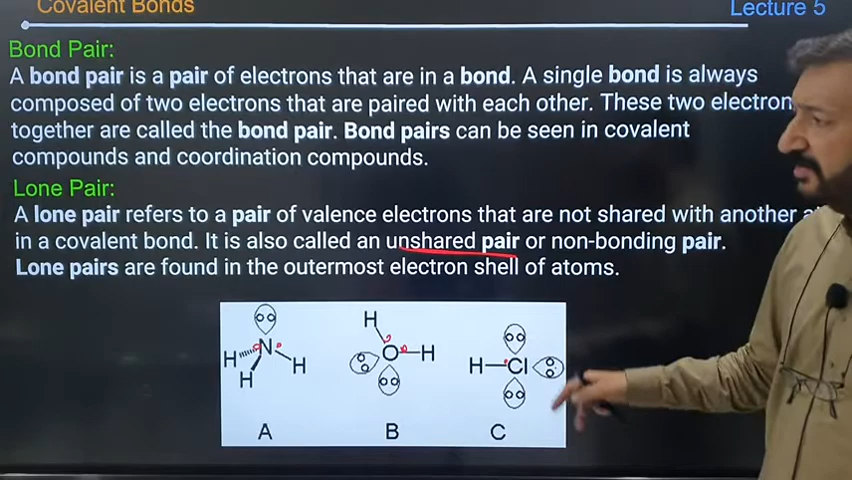 Covalent Bonds
Lecture 5
Bond Pair:
A bond pair is a pair of electrons that are in a bond. A single bond is always
composed of two electrons that are paired with each other. These two electron
together are called the bond pair. Bond pairs can be seen in covalent
compounds and coordination compounds.
Lone Pair:
A lone pair refers to a pair of valence electrons that are not shared with another
in a covalent bond. It is also called an unshared pair or non-bonding pair.
Lone pairs are found in the outermost electron shell of atoms.
H N H H
H O H
H Cl
A B C